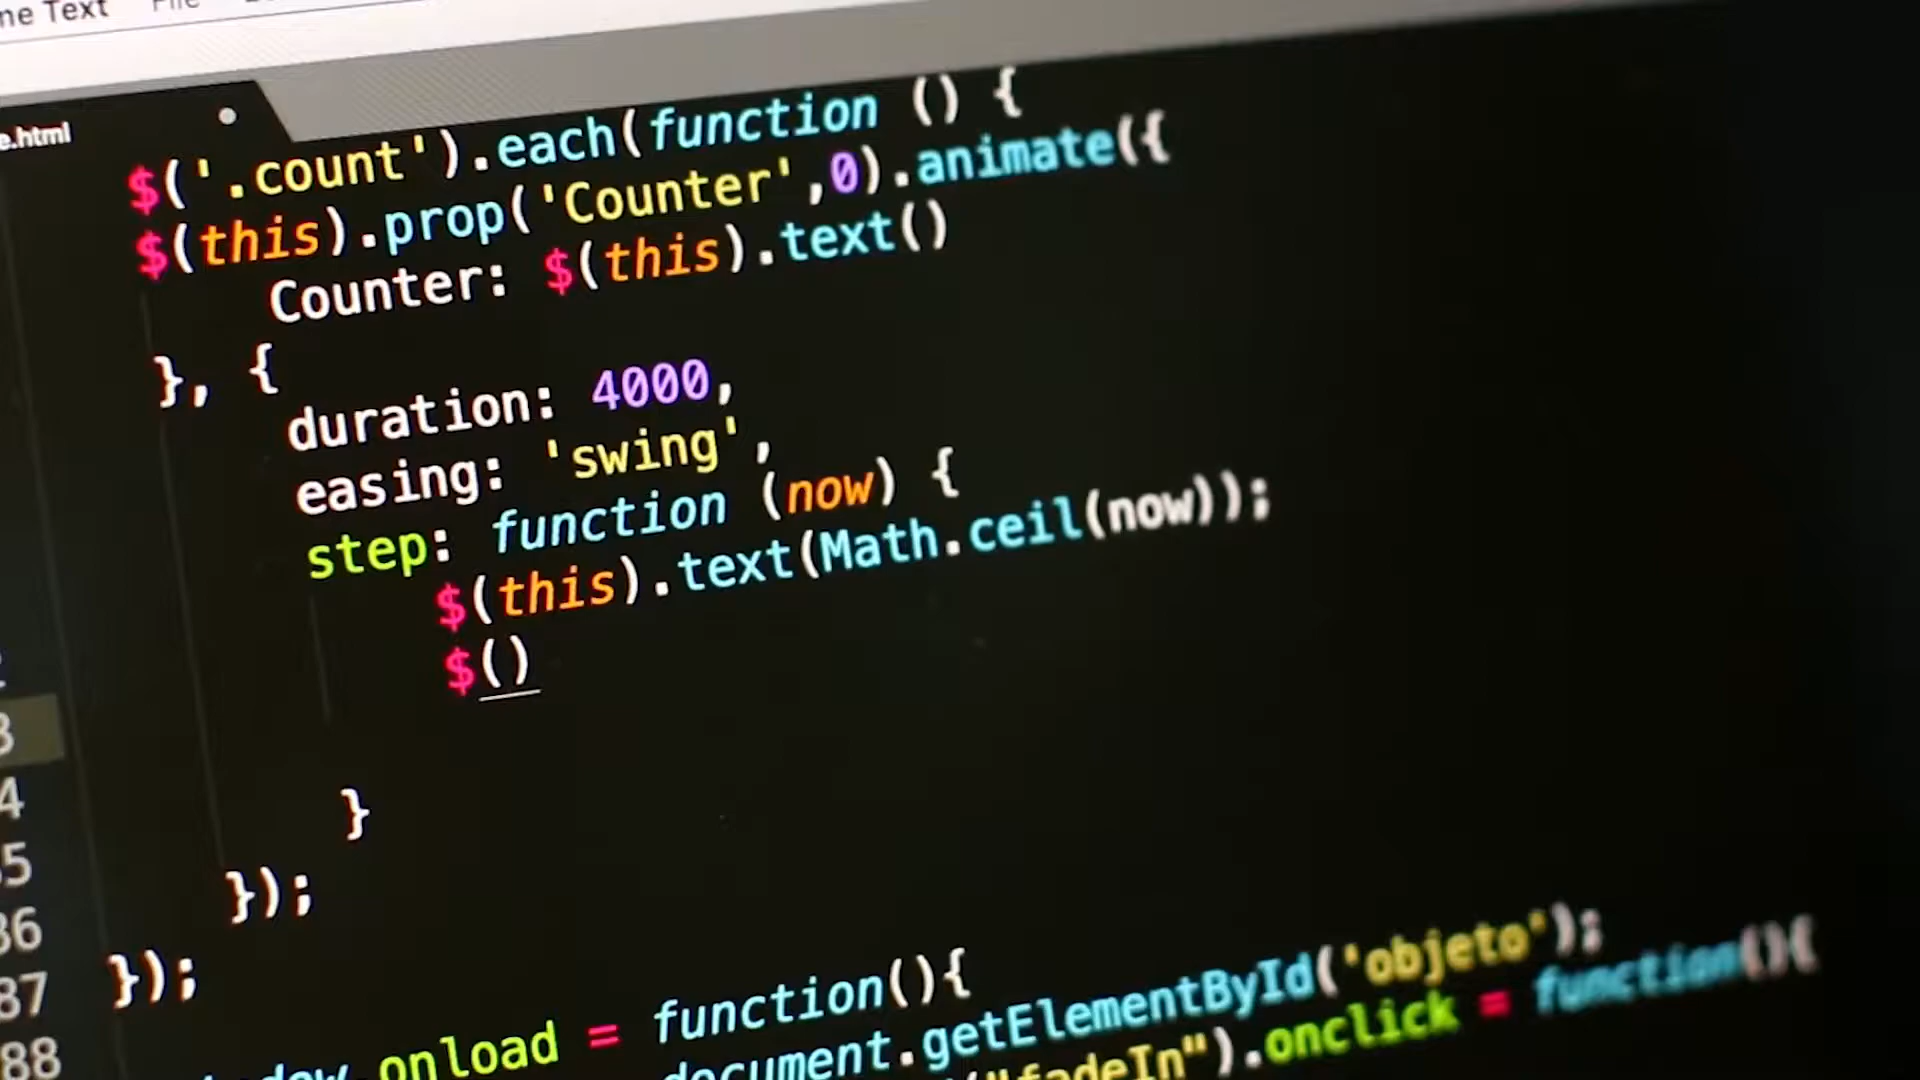 Text File
e.html
$('.count').each(function () {
$(this).prop('Counter',0).animate({
Counter: $(this).text()
}, {
duration: 4000,
easing: 'swing',
step: function (now) {
$(this).text(Math.ceil(now));
$()
3
4
}
35
});
36
});
37
onload = function(){
88
document.getElementById('objeto');
"fadeIn").onclick = function(){